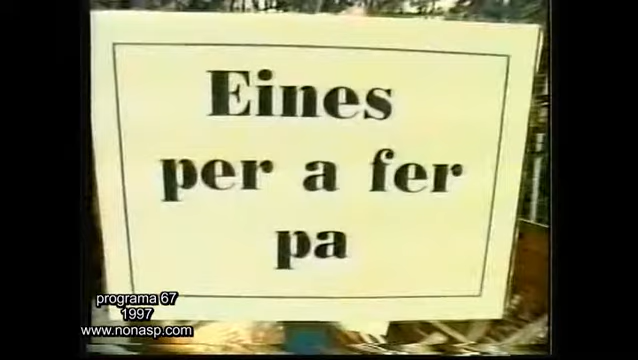 Eines
per a fer
pa
programa 67
1997
www.nonasp.com